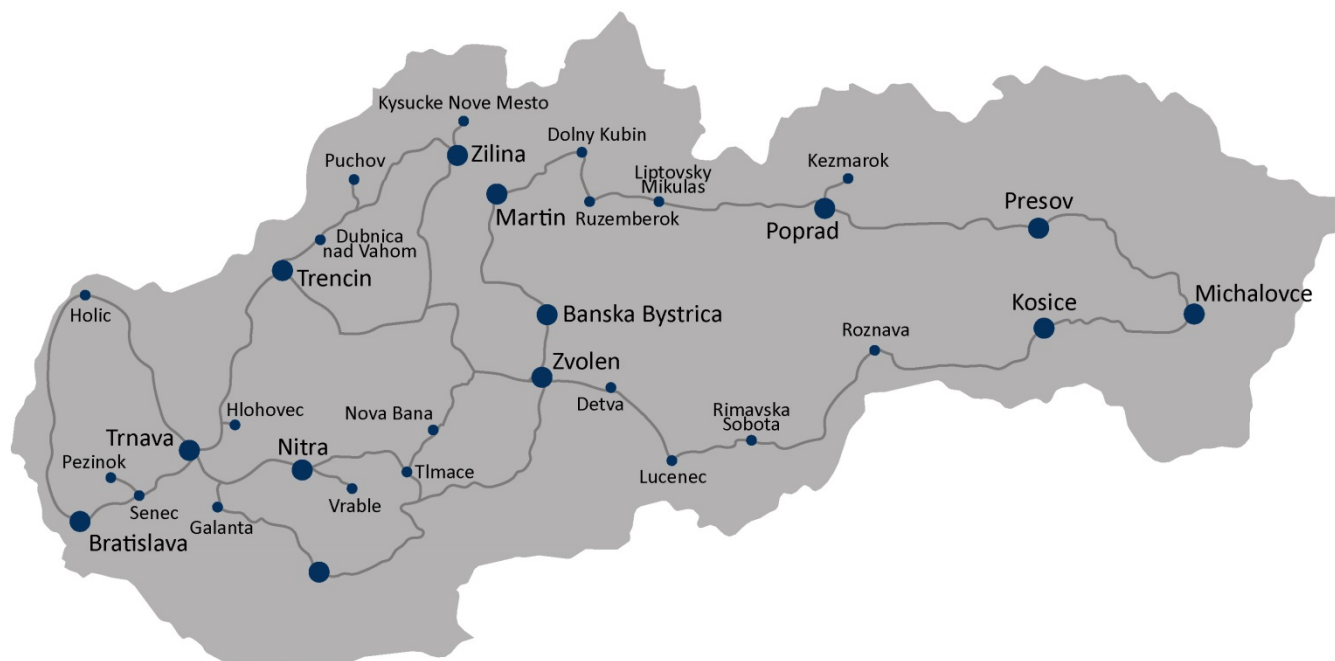 Kysucke Nove Mesto
Zilina
Dolny Kubin
Puchov
Liptovsky
Mikulas
Kezmarok
Martin
Ruzemberok
Poprad
Presov
Dubnica
nad Vahom
Trencin
Holic
Banska Bystrica
Kosice
Michalovce
Roznava
Zvolen
Detva
Hlohovec
Nova Bana
Rimavska
Sobota
Trnava
Nitra
Pezinok
Tlmace
Lucenec
Senec
Galanta
Vrable
Bratislava